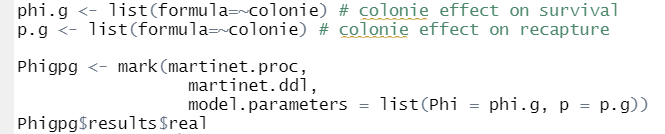 phi.g <- list(formula=~colonie) # colonie effect on survival
p.g <- list(formula=~colonie) # colonie effect on recapture
Phigpg <- mark(martinet.proc,
martinet.ddl,
model.parameters = list(Phi = phi.g, p = p.g))
Phigpg$results$real